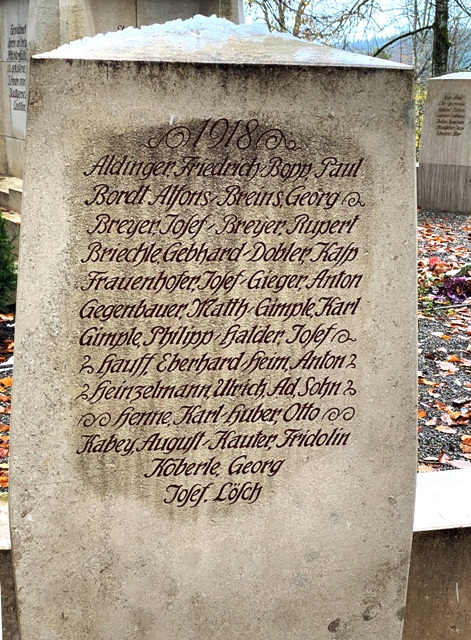 1918
Aldinger, Friedrich - Bopp, Paul
Bordt Alfons - Breins, Georg
Breyer, Josef - Breyer, Rupert
Briechle, Gebhard - Dobler, Kasp
Frauenhofer, Josef - Gieger, Anton
Gegenbauer, Matth - Gimple, Karl
Gimple, Philipp - Halder, Josef
Hauff, Eberhard - Heim, Anton
Heinzelmann, Ulrich, Ad. Sohn
Henne, Karl - Huber, Otto
Kabey, August - Kauter, Fridolin
Köberle, Georg
Josef. Lösch